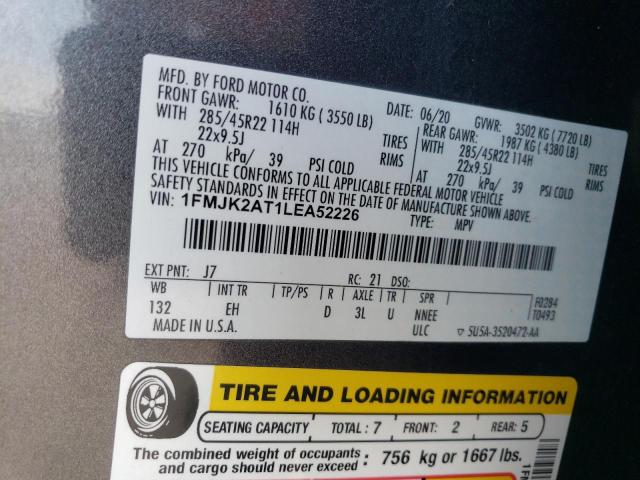 MFD. BY FORD MOTOR CO.
DATE: 06/20 GVWR: 3502 KG (7720 LB)
FRONT GAWR: 1610 KG (3550 LB) REAR GAWR: 1987 KG (4380 LB)
WITH 285/45R22 114H TIRES WITH 285/45R22 114H TIRES
22x9.5J RIMS 22x9.5J RIMS
AT 270 kPa/ 39 PSI COLD AT 270 kPa/ 39 PSI COLD
THIS VEHICLE CONFORMS TO ALL APPLICABLE FEDERAL MOTOR VEHICLE
SAFETY STANDARDS IN EFFECT ON THE DATE OF MANUFACTURE SHOWN ABOVE.
VIN: 1FMJK2AT1LEA52226 TYPE: MPV
EXT PNT: J7 RC: 21 DSO:
WB INT TR TP/PS R AXLE TR SPR F0284
132 EH D 3L U NNEE T0493
MADE IN U.S.A. ULC ▽ 5U5A-3520472-AA
TIRE AND LOADING INFORMATION
SEATING CAPACITY TOTAL: 7 FRONT: 2 REAR: 5
The combined weight of occupants and cargo should never exceed: 756 kg or 1667 lbs.